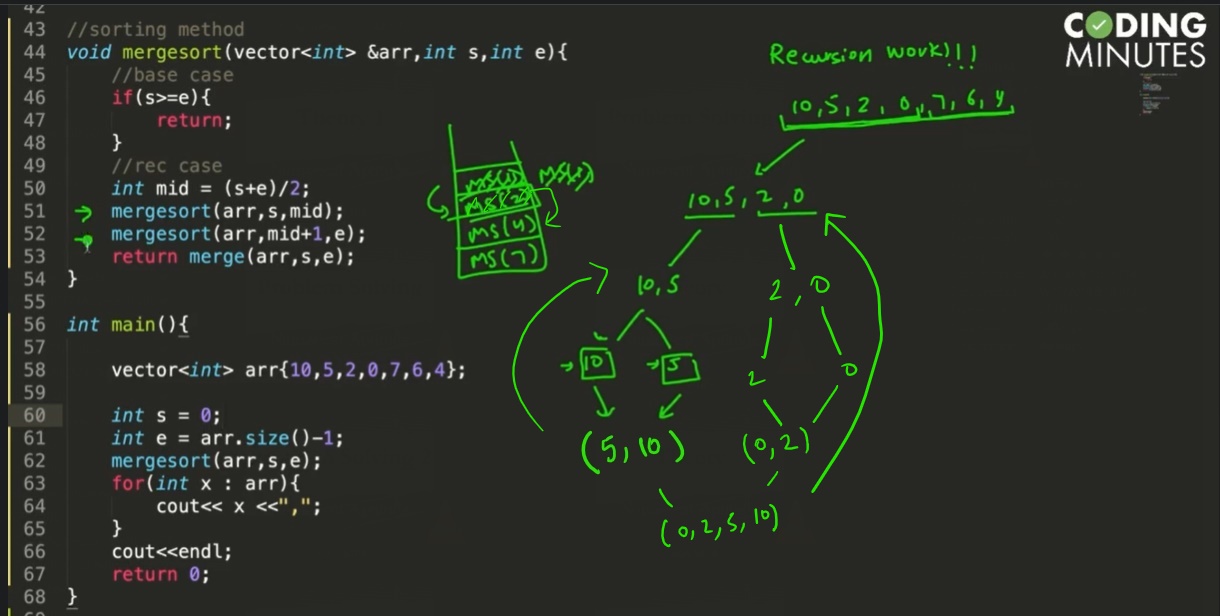 42
43 //sorting method
44 void mergesort(vector<int> &arr,int s,int e){
45 //base case
46 if(s>=e){
47 return;
48 }
49 //rec case
50 int mid = (s+e)/2;
51 mergesort(arr,s,mid);
52 mergesort(arr,mid+1,e);
53 return merge(arr,s,e);
54 }
55
56 int main(){
57
58 vector<int> arr{10,5,2,0,7,6,4};
59
60 int s = 0;
61 int e = arr.size()-1;
62 mergesort(arr,s,e);
63 for(int x : arr){
64 cout<< x <<",";
65 }
66 cout<<endl;
67 return 0;
68 }
CODING
MINUTES
Recursion work!!!
10,5,2,0,7,6,4,
MS(1) MS(1)
MS(2)
MS(4)
MS(7)
10,5,2,0
10,5
2,0
10 5
2 0
(5,10) (0,2)
(0,2,5,10)